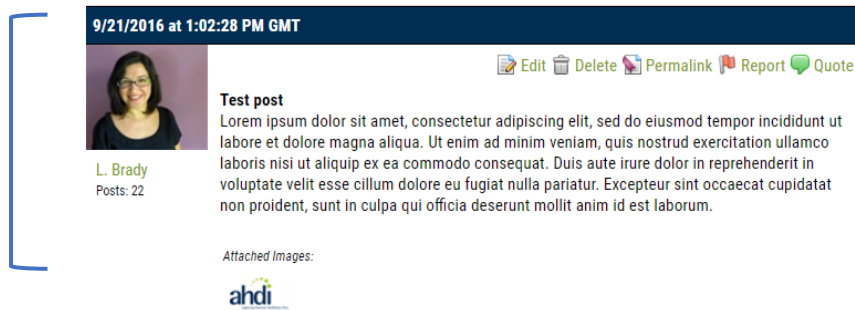 9/21/2016 at 1:02:28 PM GMT
Edit Delete Permalink Report Quote
Test post
Lorem ipsum dolor sit amet, consectetur adipiscing elit, sed do eiusmod tempor incididunt ut
labore et dolore magna aliqua. Ut enim ad minim veniam, quis nostrud exercitation ullamco
laboris nisi ut aliquip ex ea commodo consequat. Duis aute irure dolor in reprehenderit in
voluptate velit esse cillum dolore eu fugiat nulla pariatur. Excepteur sint occaecat cupidatat
non proident, sunt in culpa qui officia deserunt mollit anim id est laborum.
L. Brady
Posts: 22
Attached Images:
ahdi